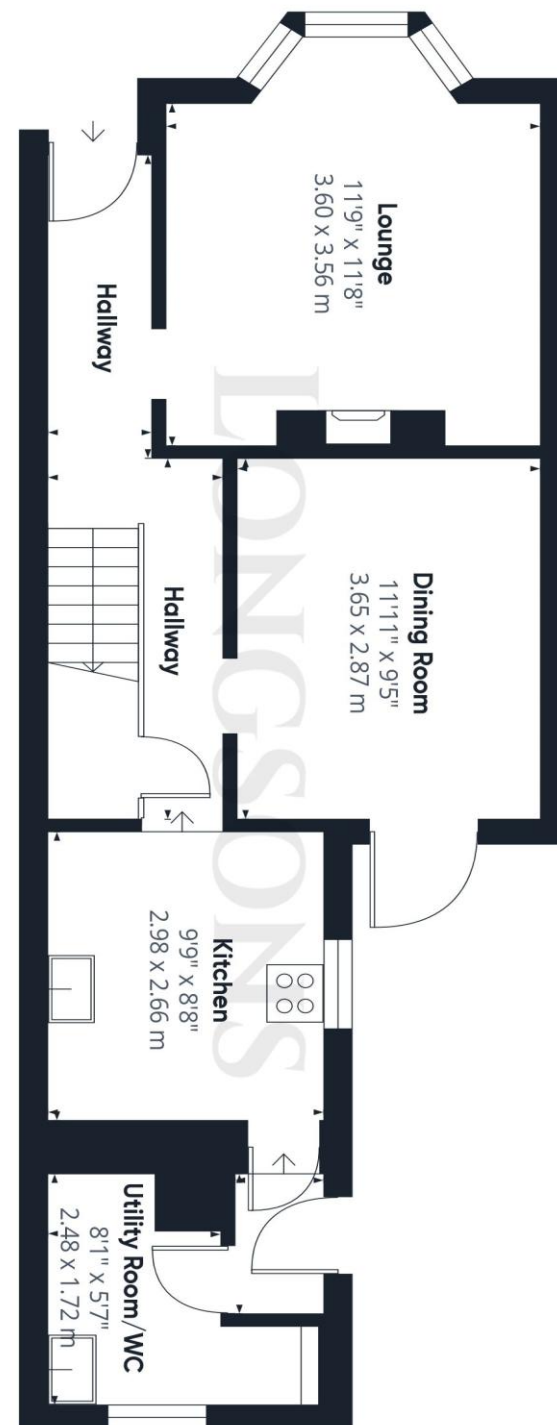 Lounge
11'9" x 11'8"
3.60 x 3.56 m
Hallway
Dining Room
11'11" x 9'5"
3.65 x 2.87 m
Hallway
Kitchen
9'9" x 8'8"
2.98 x 2.66 m
Utility Room/WC
8'1" x 5'7"
2.48 x 1.72 m
LONGSONS